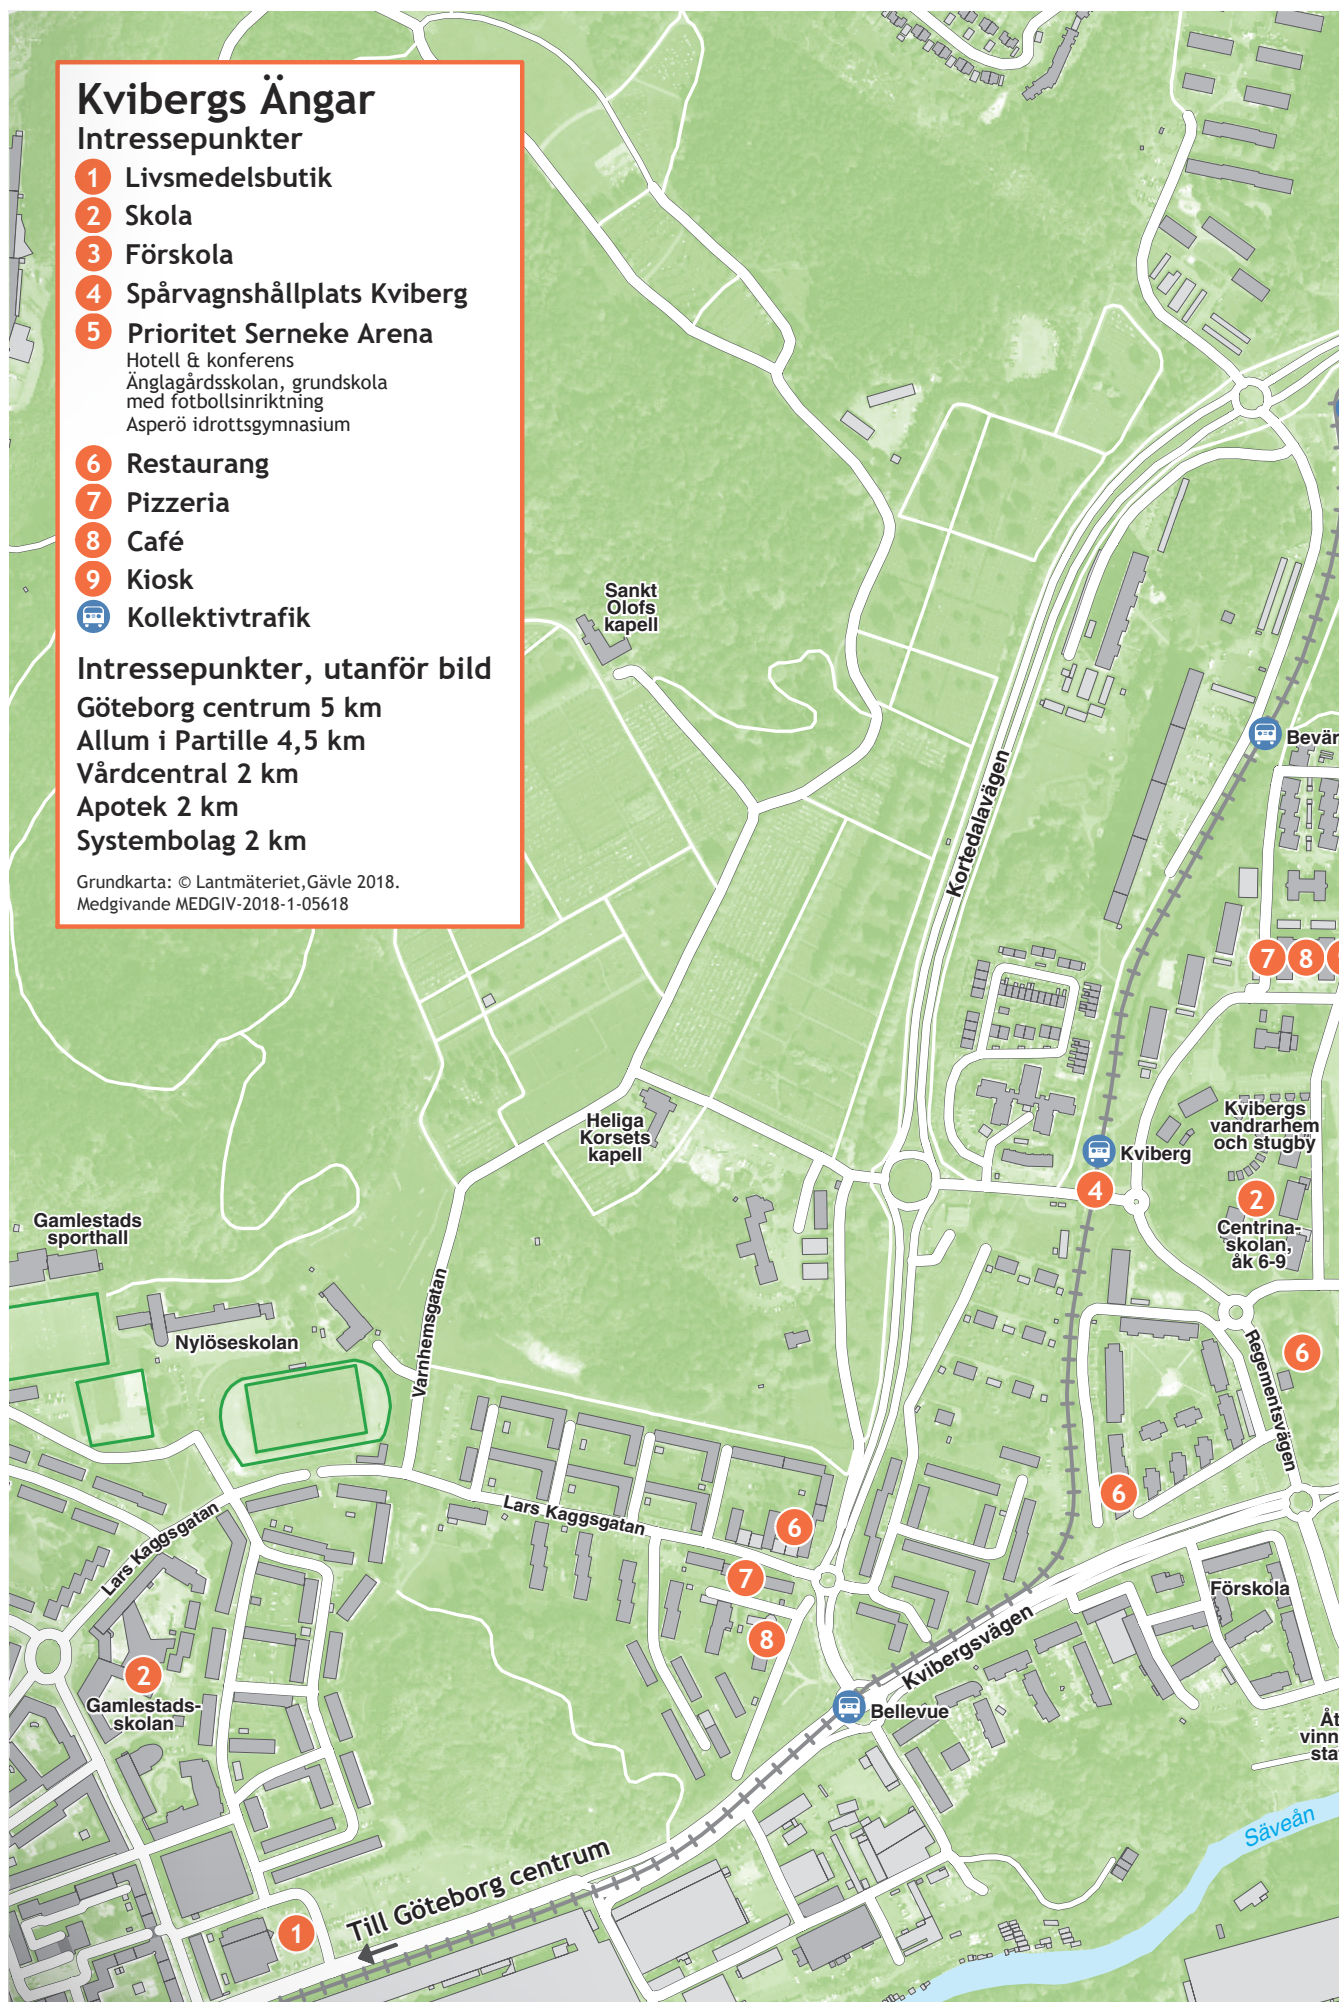 Kvibergs Ängar
Intressepunkter
1 Livsmedelsbutik
2 Skola
3 Förskola
4 Spårvagnshållplats Kviberg
5 Prioritet Serneke Arena
Hotell & konferens
Änglagårdsskolan, grundskola
med fotbollsinriktning
Asperö idrottsgymnasium
6 Restaurang
7 Pizzeria
8 Café
9 Kiosk
Kollektivtrafik
Intressepunkter, utanför bild
Göteborg centrum 5 km
Allum i Partille 4,5 km
Vårdcentral 2 km
Apotek 2 km
Systembolag 2 km
Grundkarta: © Lantmäteriet,Gävle 2018.
Medgivande MEDGIV-2018-1-05618
Sankt
Olofs
kapell
Bevär
Kortedalavägen
7 8
Heliga
Korsets
kapell
Kvibergs
vandrarhem
och stugby
Kviberg
4
2
Centrina-
skolan,
åk 6-9
Gamlestads
sporthall
Nylöseskolan
Varnhemsgatan
6
Regementsvägen
6
Lars Kaggsgatan
6
Lars Kaggsgatan
7
Förskola
8
Kvibergsvägen
2
Gamlestads-
skolan
Bellevue
Åt
vinn
sta
Säveån
Till Göteborg centrum
1